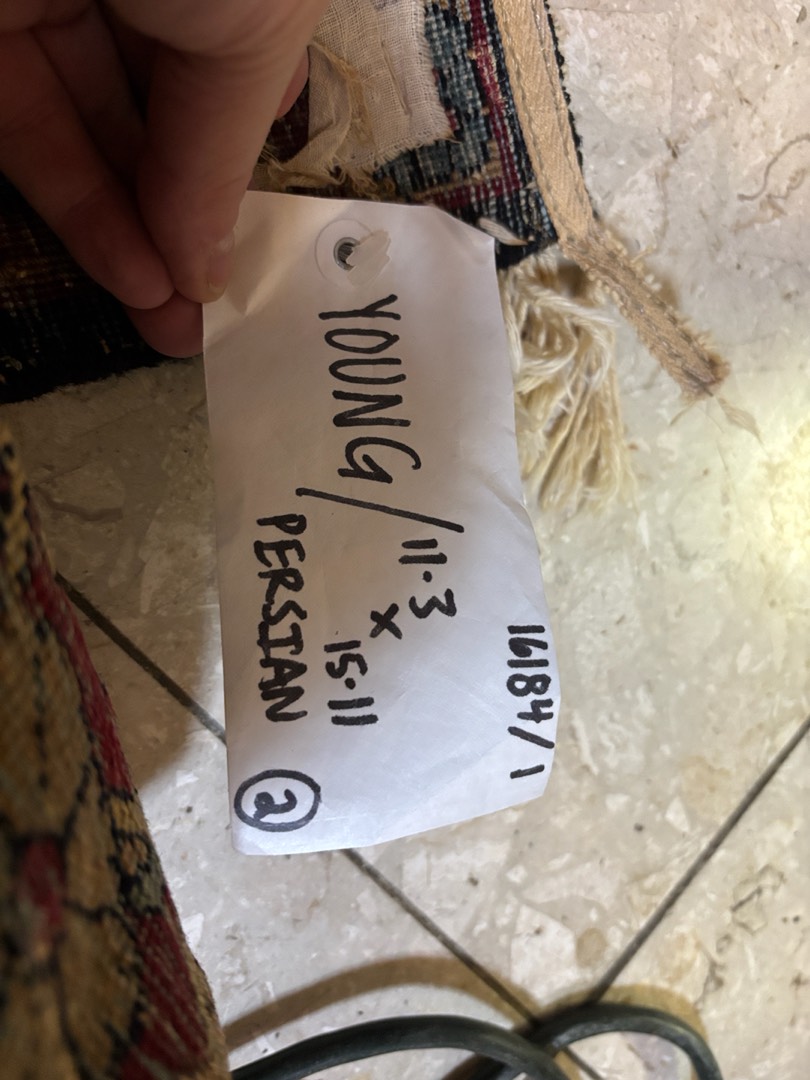 16184/1
YOUNG/11.3
x
15.11
PERSIAN
2